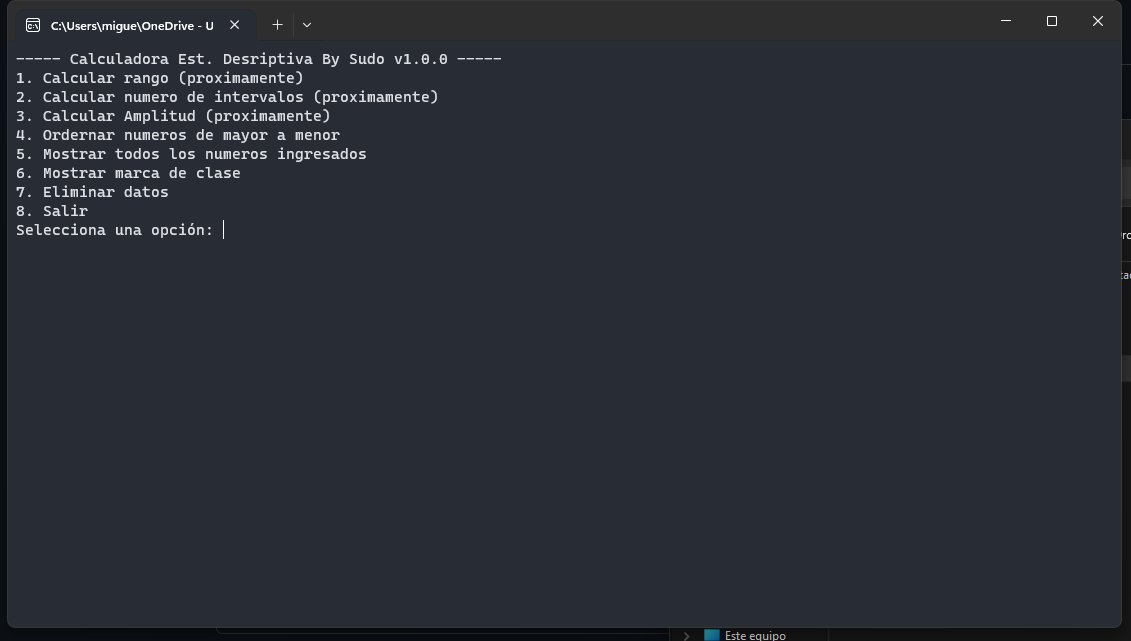 C:\Users\migue\OneDrive - U
----- Calculadora Est. Desriptiva By Sudo v1.0.0 -----
1. Calcular rango (proximamente)
2. Calcular numero de intervalos (proximamente)
3. Calcular Amplitud (proximamente)
4. Ordernar numeros de mayor a menor
5. Mostrar todos los numeros ingresados
6. Mostrar marca de clase
7. Eliminar datos
8. Salir
Selecciona una opción:
Este equipo